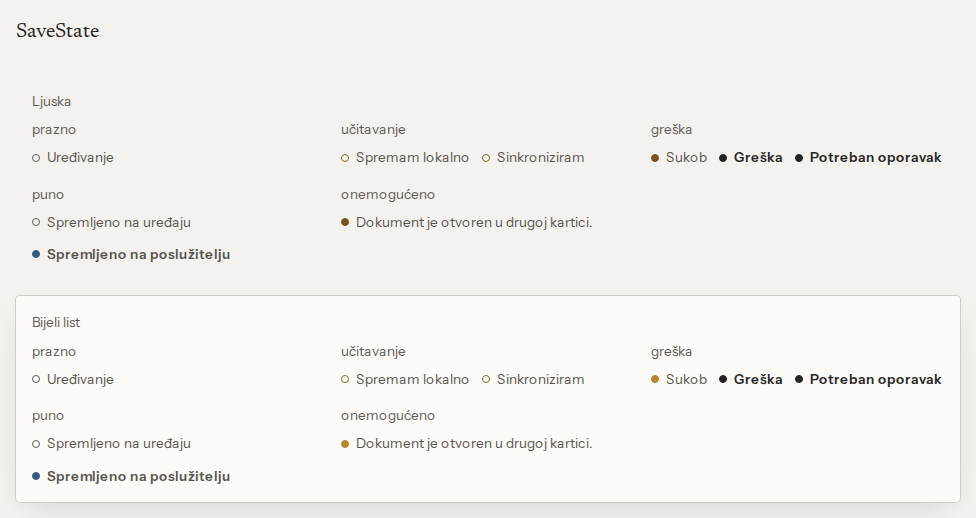 SaveState
Ljuska
prazno
Uređivanje
učitavanje
Spremam lokalno Sinkroniziram
greška
Sukob Greška Potreban oporavak
puno
Spremljeno na uređaju
Spremljeno na poslužitelju
onemogućeno
Dokument je otvoren u drugoj kartici.
Bijeli list
prazno
Uređivanje
učitavanje
Spremam lokalno Sinkroniziram
greška
Sukob Greška Potreban oporavak
puno
Spremljeno na uređaju
Spremljeno na poslužitelju
onemogućeno
Dokument je otvoren u drugoj kartici.